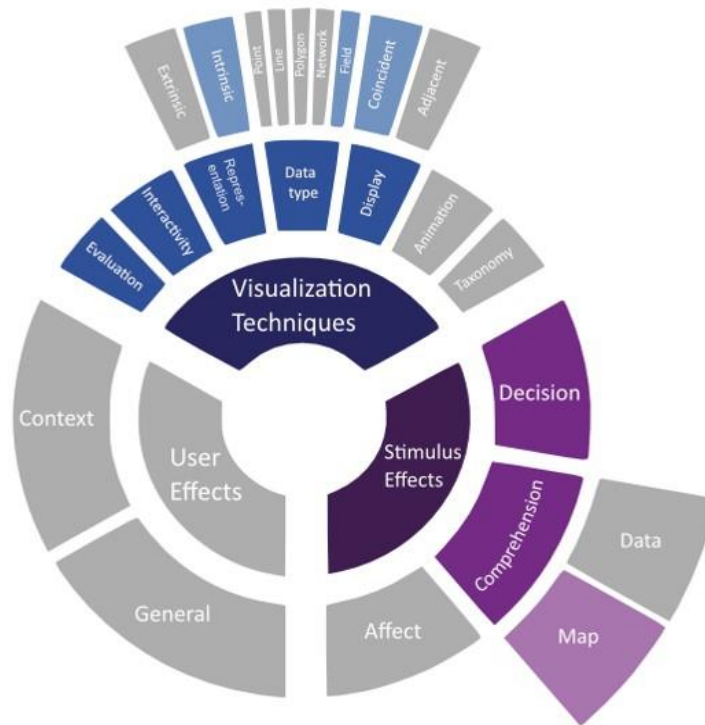 Extrinsic
Intrinsic
Point
Line
Polygon
Network
Field
Coincident
Adjacent
Evaluation
Interactivity
Repres-
entation
Data
type
Display
Animation
Taxonomy
Visualization
Techniques
Context
User
Effects
General
Stimulus
Effects
Decision
Comprehension
Affect
Data
Map